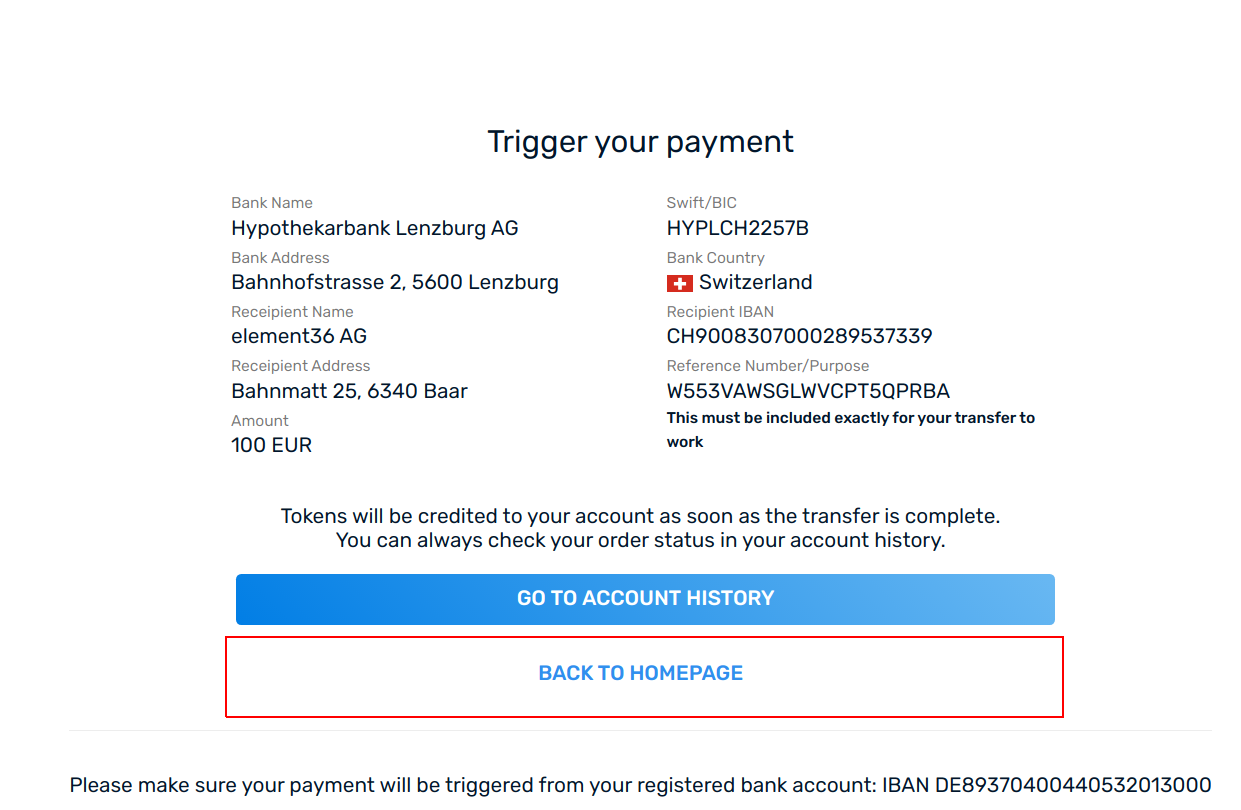 Trigger your payment
Bank Name
Hypothekarbank Lenzburg AG
Bank Address
Bahnhofstrasse 2, 5600 Lenzburg
Receipient Name
element36 AG
Receipient Address
Bahnmatt 25, 6340 Baar
Amount
100 EUR
Swift/BIC
HYPLCH2257B
Bank Country
Switzerland
Recipient IBAN
CH9008307000289537339
Reference Number/Purpose
W553VAWSGLWVCPT5QPRBA
This must be included exactly for your transfer to
work
Tokens will be credited to your account as soon as the transfer is complete.
You can always check your order status in your account history.
GO TO ACCOUNT HISTORY
BACK TO HOMEPAGE
Please make sure your payment will be triggered from your registered bank account: IBAN DE89370400440532013000